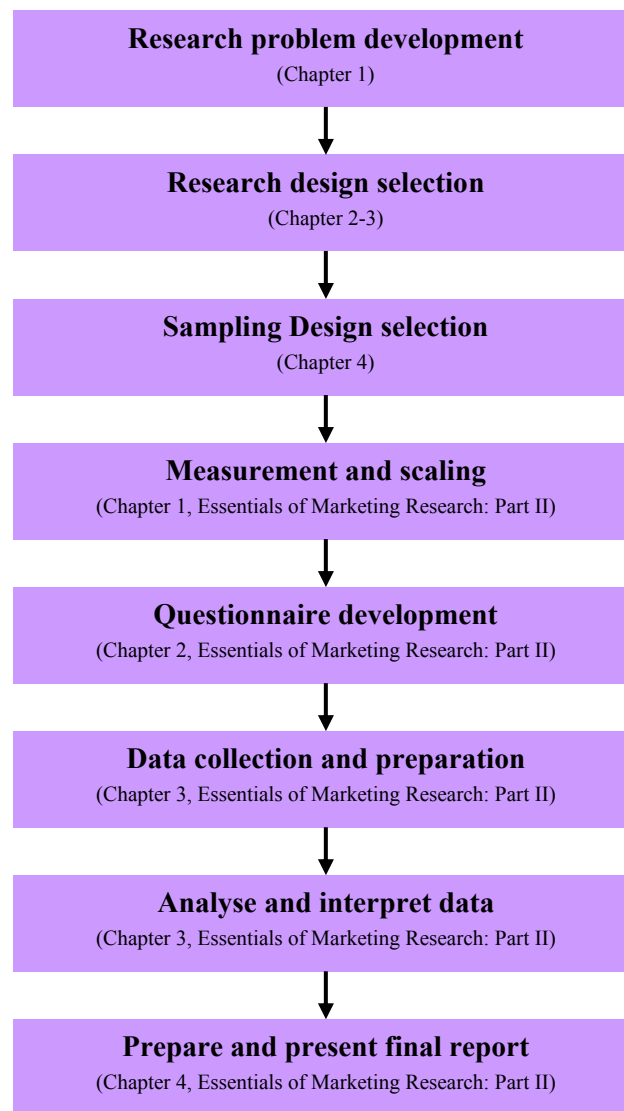 Research problem development
(Chapter 1)
Research design selection
(Chapter 2-3)
Sampling Design selection
(Chapter 4)
Measurement and scaling
(Chapter 1, Essentials of Marketing Research: Part II)
Questionnaire development
(Chapter 2, Essentials of Marketing Research: Part II)
Data collection and preparation
(Chapter 3, Essentials of Marketing Research: Part II)
Analyse and interpret data
(Chapter 3, Essentials of Marketing Research: Part II)
Prepare and present final report
(Chapter 4, Essentials of Marketing Research: Part II)